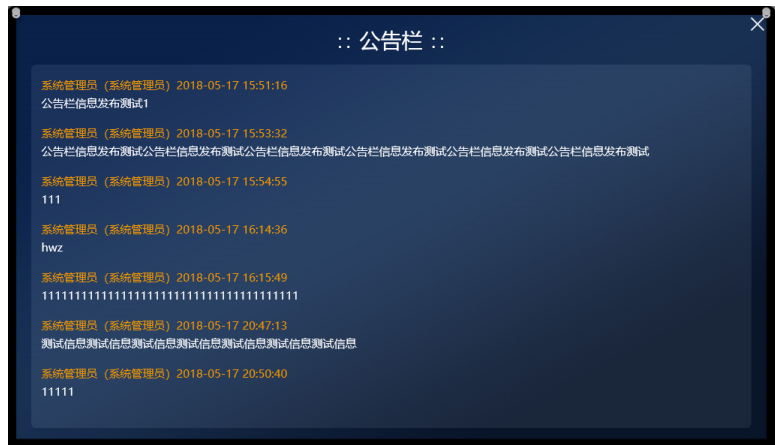 :: 公告栏 ::
系统管理员 (系统管理员) 2018-05-17 15:51:16
公告栏信息发布测试1
系统管理员 (系统管理员) 2018-05-17 15:53:32
公告栏信息发布测试公告栏信息发布测试公告栏信息发布测试公告栏信息发布测试公告栏信息发布测试公告栏信息发布测试
系统管理员 (系统管理员) 2018-05-17 15:54:55
111
系统管理员 (系统管理员) 2018-05-17 16:14:36
hwz
系统管理员 (系统管理员) 2018-05-17 16:15:49
11111111111111111111111111111111111111
系统管理员 (系统管理员) 2018-05-17 20:47:13
测试信息测试信息测试信息测试信息测试信息测试信息测试信息
系统管理员 (系统管理员) 2018-05-17 20:50:40
11111